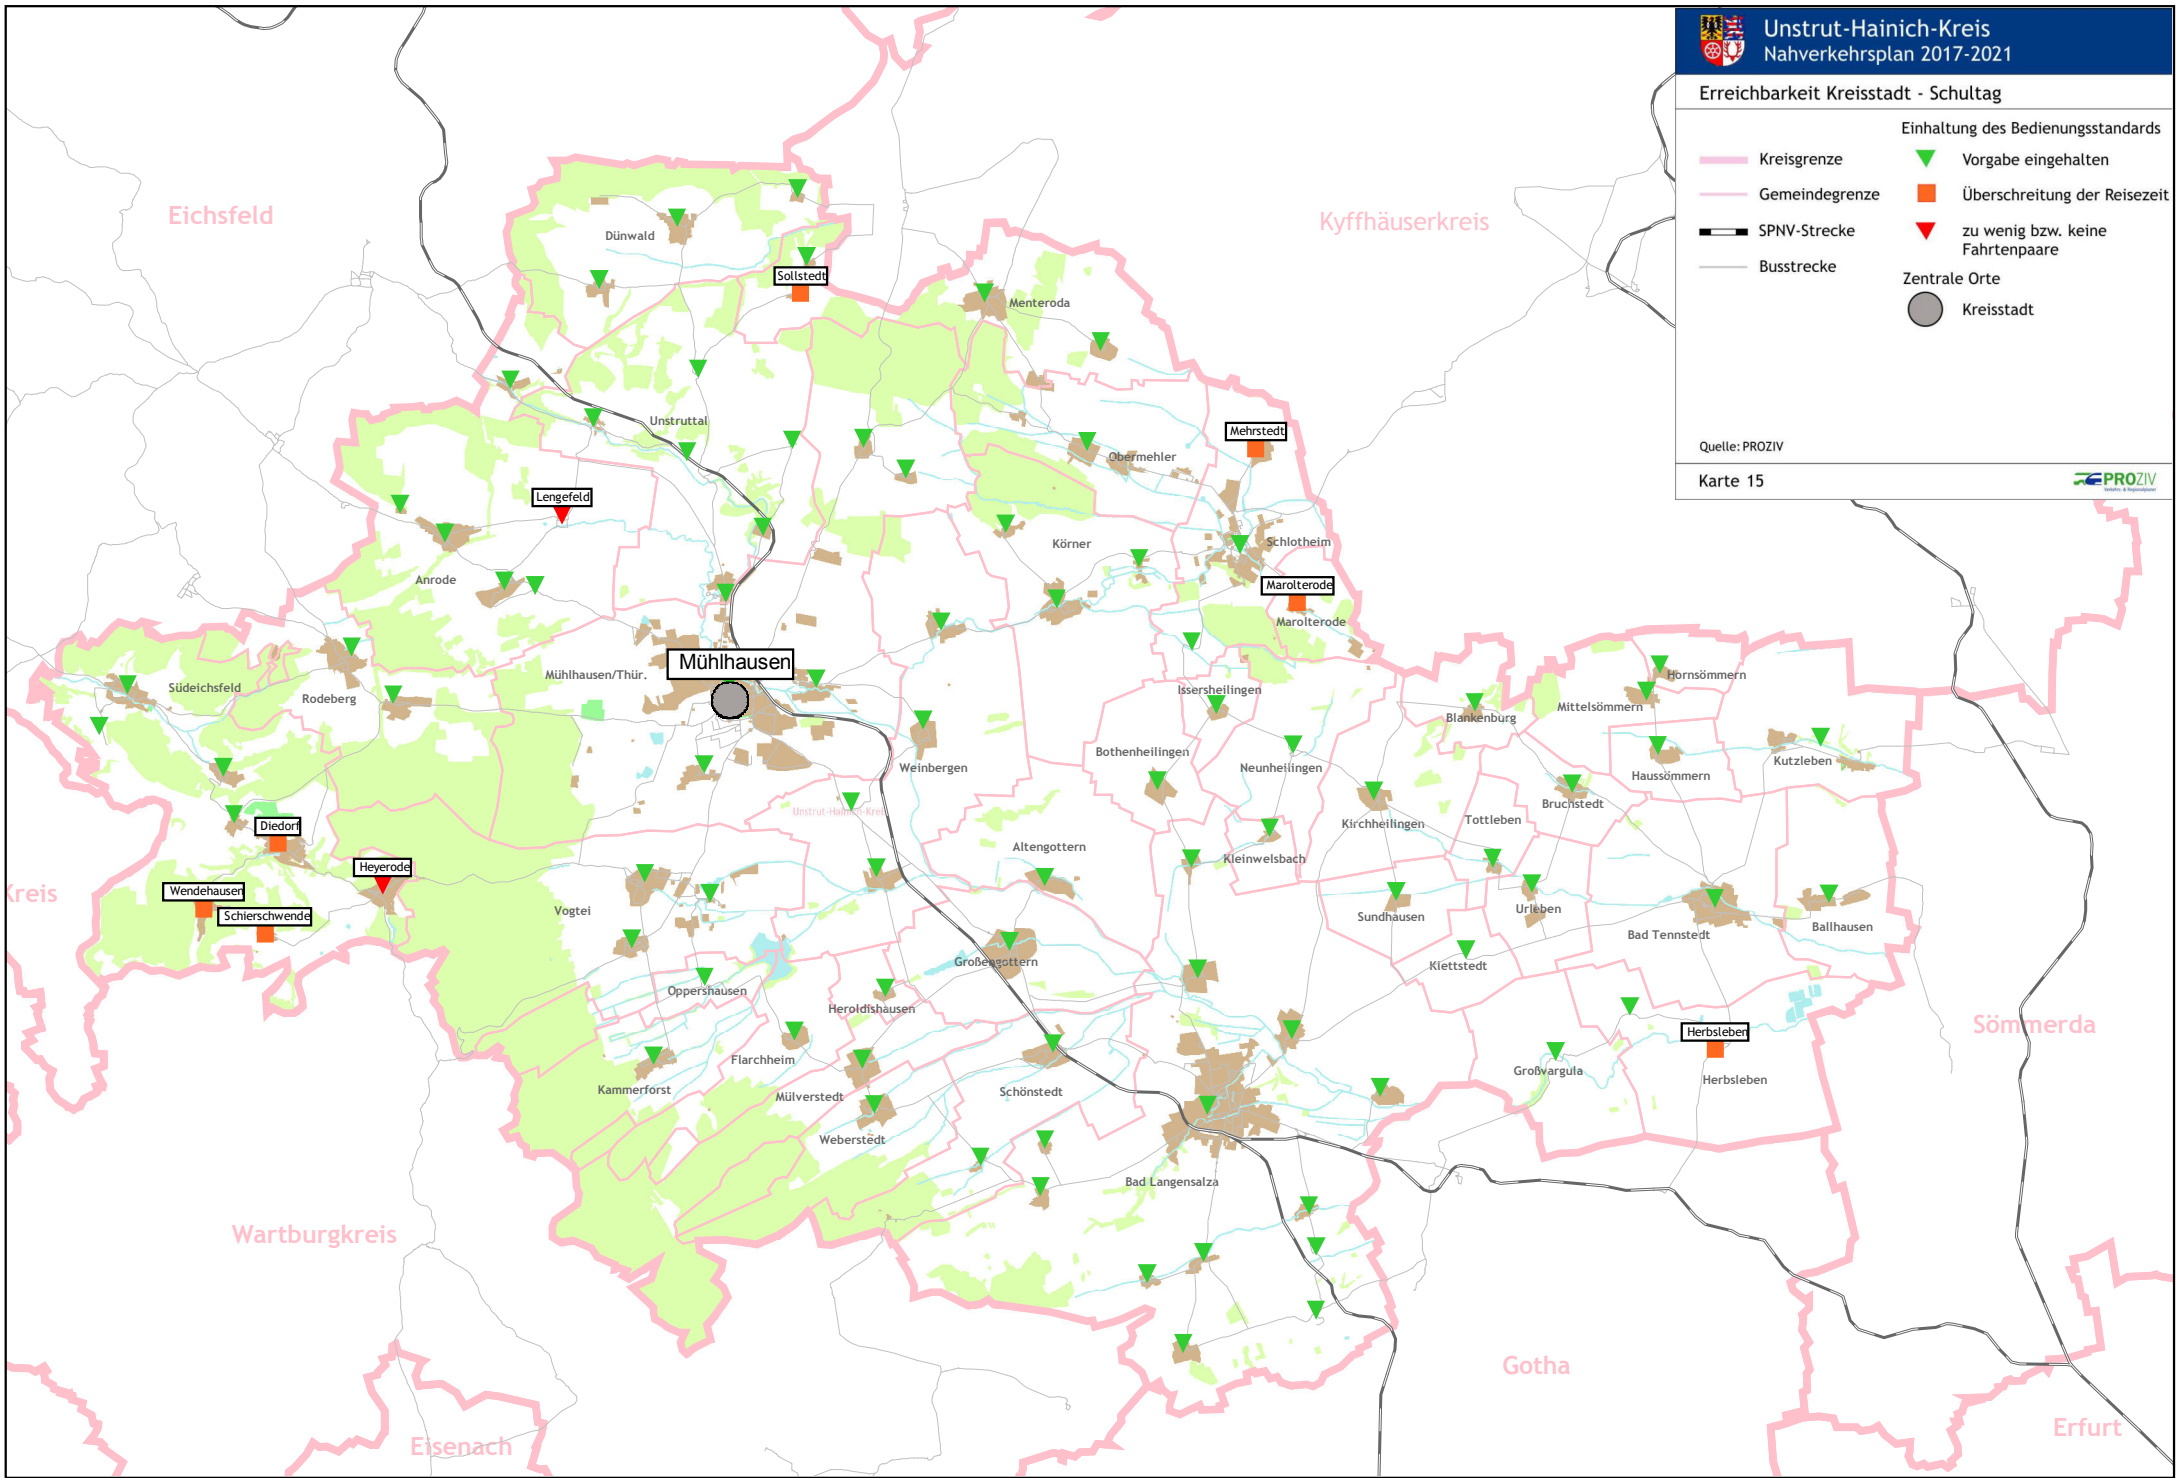 Unstrut-Hainich-Kreis
Nahverkehrsplan 2017-2021
Erreichbarkeit Kreisstadt - Schultag
Einhaltung des Bedienungsstandards
Kreisgrenze
Vorgabe eingehalten
Gemeindegrenze
Überschreitung der Reisezeit
SPNV-Strecke
zu wenig bzw. keine
Fahrtenpaare
Busstrecke
Zentrale Orte
Kreisstadt
Quelle: PROZIV
Karte 15
PROZIV
Verkehrs- & Regionalplaner
Eichsfeld
Kyffhäuserkreis
Dünwald
Sollstedt
Menteroda
Unstruttal
Mehrstedt
Obermehler
Lengefeld
Körner
Schlotheim
Anrode
Marolterode
Marolterode
Mühlhausen
Mühlhausen/Thür.
Südeichsfeld
Rodeberg
Issersheilingen
Hornsömmern
Mittelsömmern
Blankenburg
Bothenheilingen
Weinbergen
Neunheilingen
Haussömmern
Kutzleben
Bruchstedt
Unstrut-Hainich-Krei
Kirchheilingen
Tottleben
Diedorf
Altengottern
Kleinwelsbach
Heyerode
Kreis
Wendehausen
Schierschwende
Vogtei
Sundhausen
Urleben
Bad Tennstedt
Ballhausen
Großengottern
Klettstedt
Oppershausen
Heroldishausen
Sömmerda
Herbsleben
Flarchheim
Großvargula
Herbsleben
Kammerforst
Mülverstedt
Schönstedt
Weberstedt
Bad Langensalza
Wartburgkreis
Gotha
Eisenach
Erfurt